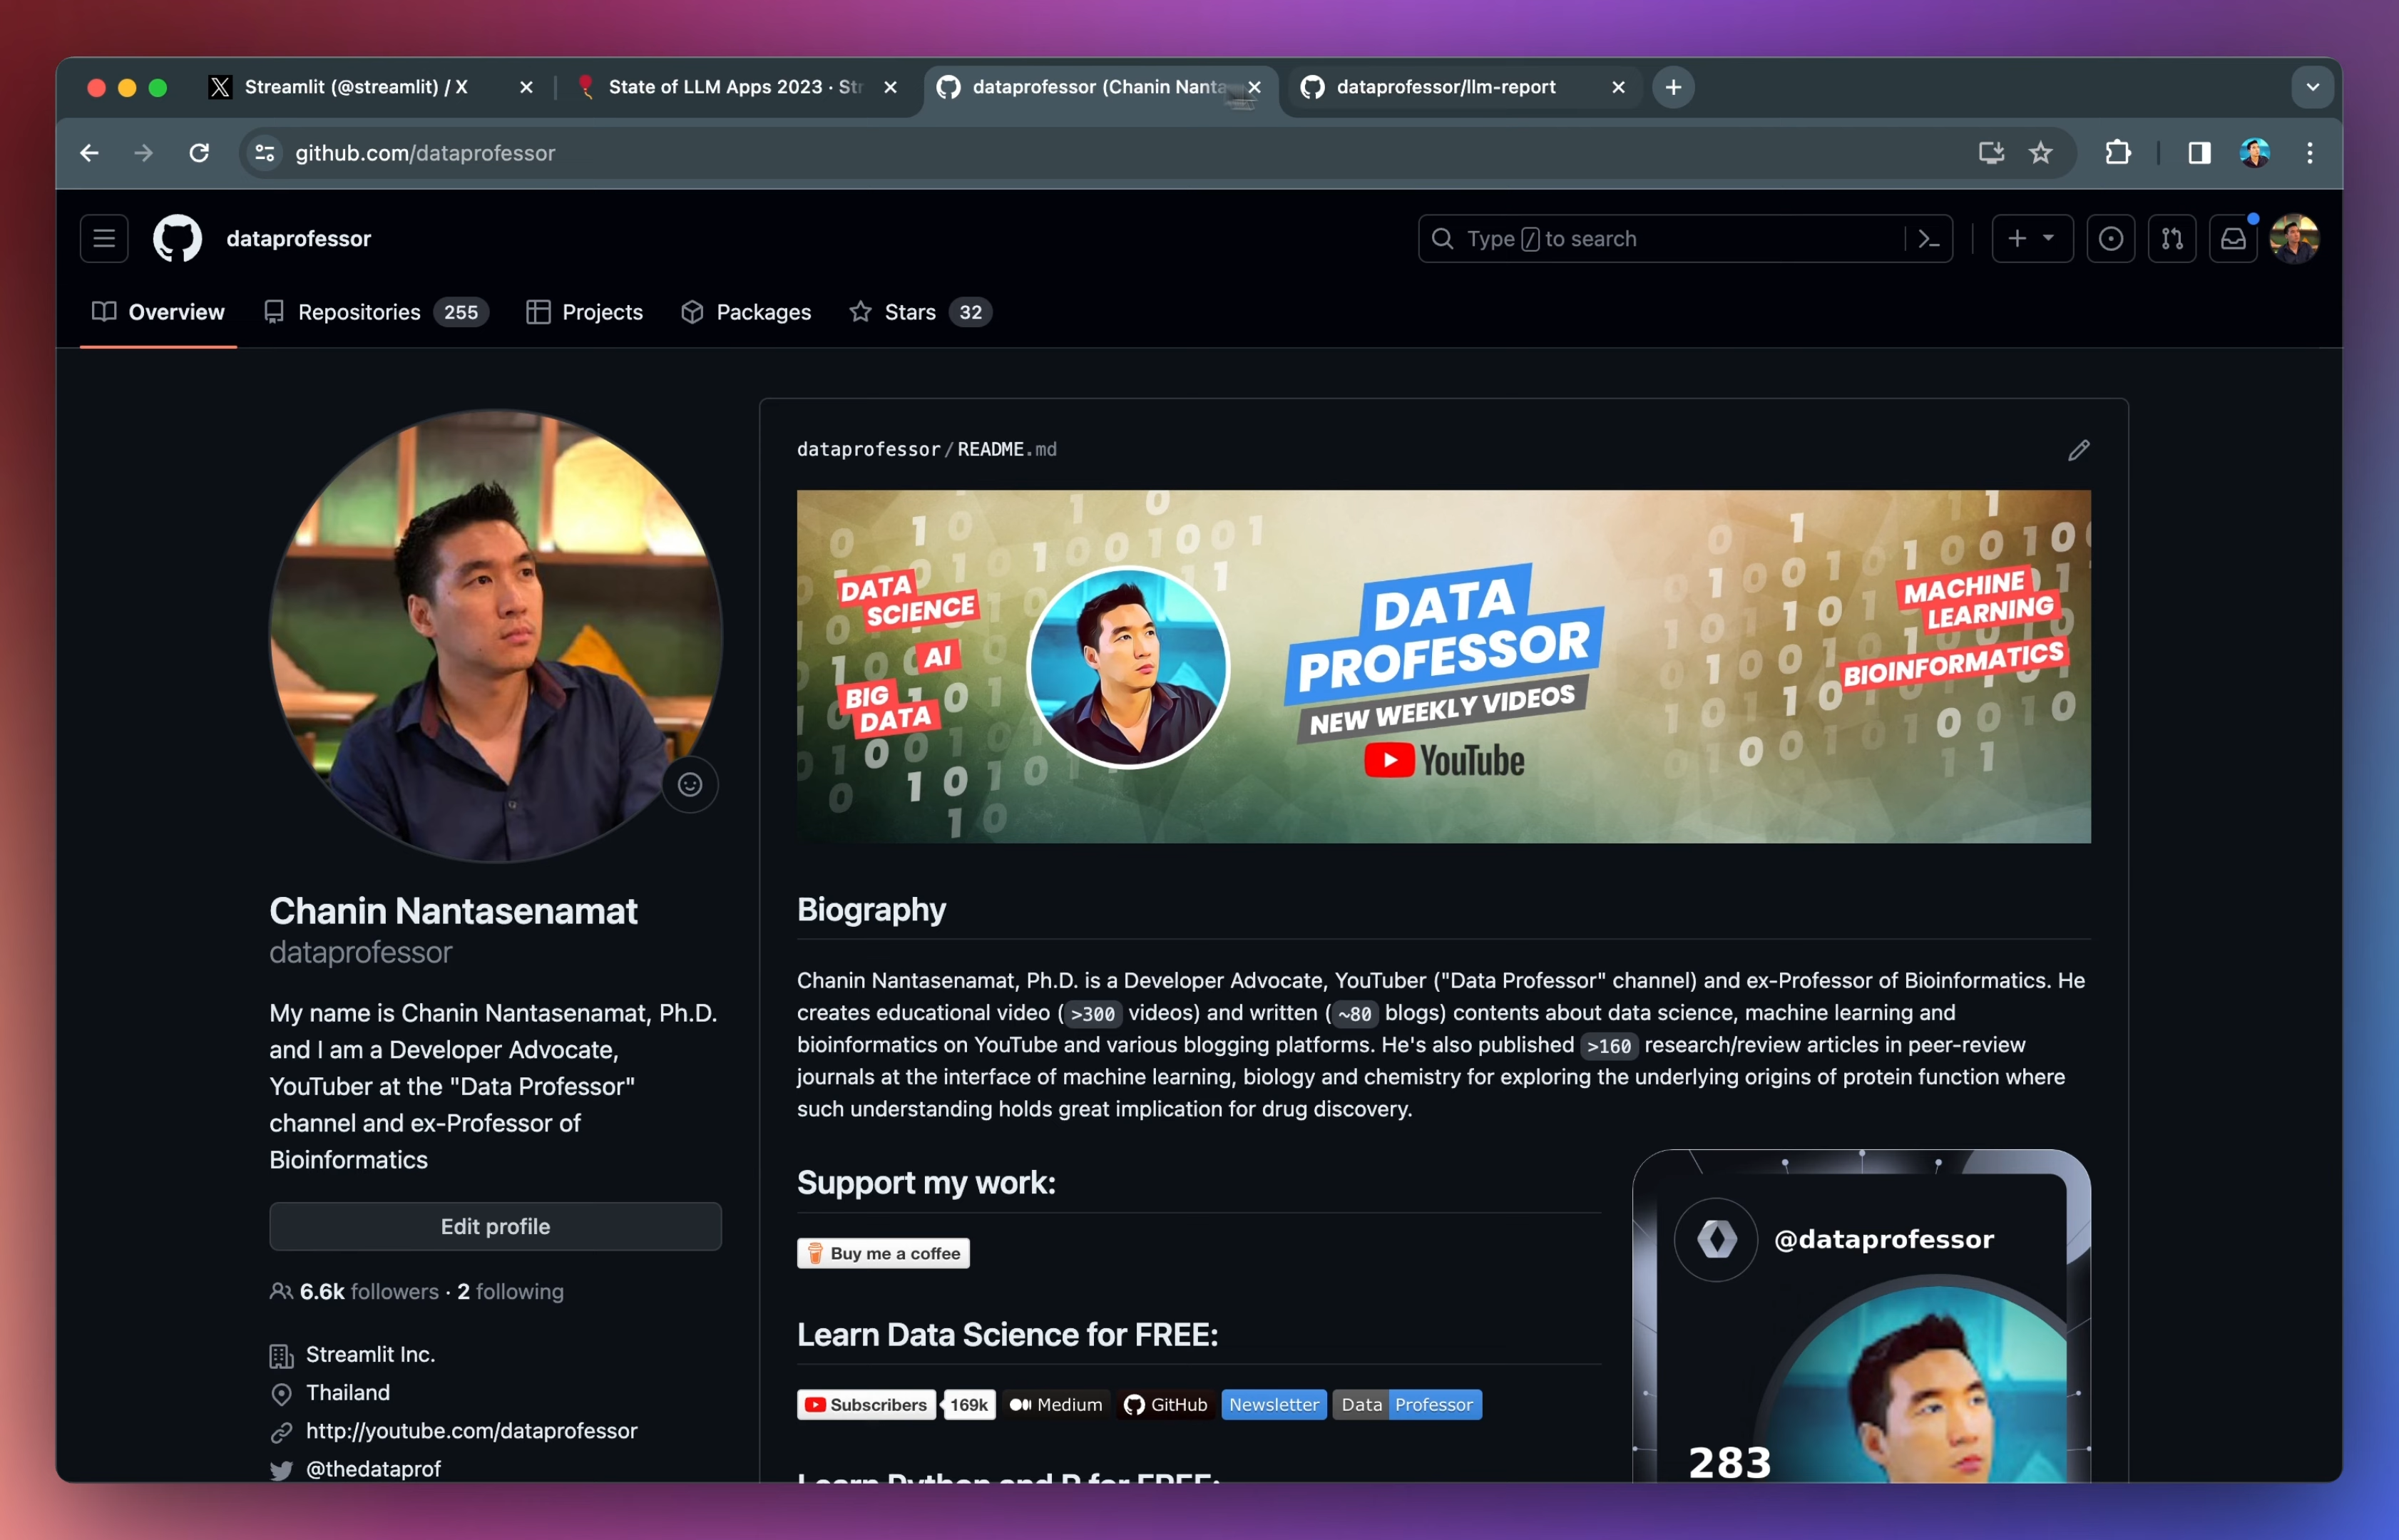 Streamlit (@streamlit) / X
State of LLM Apps 2023 · Str
dataprofessor (Chanin Nanta
dataprofessor/llm-report
github.com/dataprofessor
dataprofessor
Type / to search
Overview
Repositories 255
Projects
Packages
Stars 32
Chanin Nantasenamat
dataprofessor
My name is Chanin Nantasenamat, Ph.D.
and I am a Developer Advocate,
YouTuber at the "Data Professor"
channel and ex-Professor of
Bioinformatics
Edit profile
6.6k followers · 2 following
Streamlit Inc.
Thailand
http://youtube.com/dataprofessor
@thedataprof
dataprofessor/README.md
DATA
SCIENCE
AI
BIG
DATA
DATA
PROFESSOR
NEW WEEKLY VIDEOS
YouTube
MACHINE
LEARNING
BIOINFORMATICS
Biography
Chanin Nantasenamat, Ph.D. is a Developer Advocate, YouTuber ("Data Professor" channel) and ex-Professor of Bioinformatics. He
creates educational video (>300 videos) and written (~80 blogs) contents about data science, machine learning and
bioinformatics on YouTube and various blogging platforms. He's also published >160 research/review articles in peer-review
journals at the interface of machine learning, biology and chemistry for exploring the underlying origins of protein function where
such understanding holds great implication for drug discovery.
Support my work:
Buy me a coffee
Learn Data Science for FREE:
Subscribers 169k Medium GitHub Newsletter Data Professor
Learn Python and R for FREE:
@dataprofessor
283